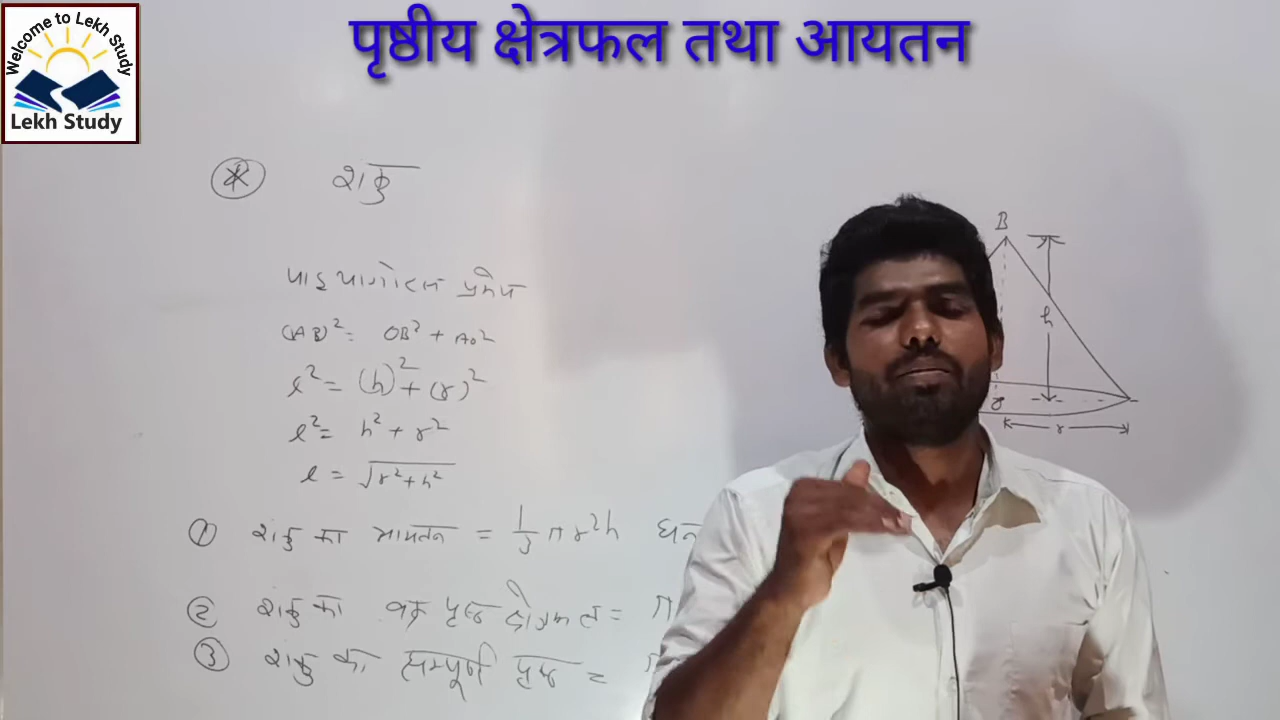 Welcome to Lekh Study
Lekh Study
पृष्ठीय क्षेत्रफल तथा आयतन
* शंकु
पाइथागोरस प्रमेय
(AB)² = OB² + AO²
l² = (h)² + (r)²
l² = h² + r²
l = √r²+h²
① शंकु का आयतन = 1/3 πr²h घन
② शंकु का वक्र पृष्ठ क्षेत्रफल = π
③ शंकु का सम्पूर्ण पृष्ठ =
B
h
r